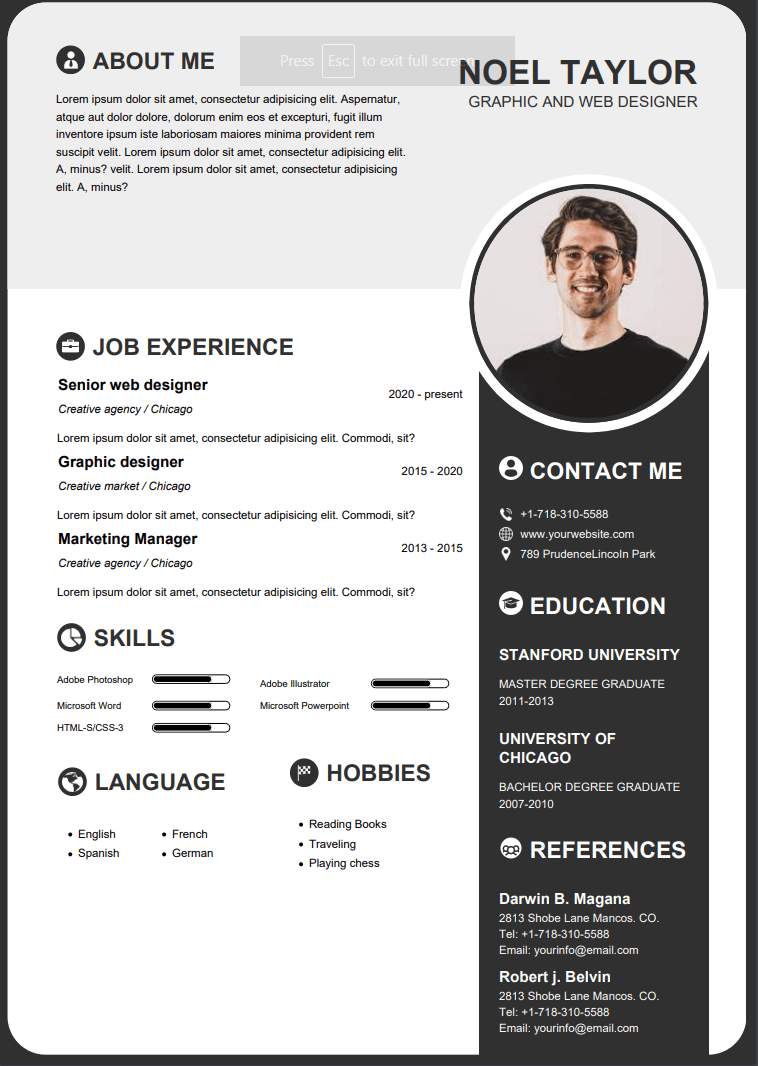 Press Esc to exit full screen
ABOUT ME
Lorem ipsum dolor sit amet, consectetur adipisicing elit. Aspernatur,
atque aut dolor dolore, dolorum enim eos et excepturi, fugit illum
inventore ipsum iste laboriosam maiores minima provident rem
suscipit velit. Lorem ipsum dolor sit amet, consectetur adipisicing elit.
A, minus? velit. Lorem ipsum dolor sit amet, consectetur adipisicing
elit. A, minus?
NOEL TAYLOR
GRAPHIC AND WEB DESIGNER
JOB EXPERIENCE
Senior web designer
2020 - present
Creative agency / Chicago
Lorem ipsum dolor sit amet, consectetur adipisicing elit. Commodi, sit?
Graphic designer
2015 - 2020
Creative market / Chicago
Lorem ipsum dolor sit amet, consectetur adipisicing elit. Commodi, sit?
Marketing Manager
2013 - 2015
Creative agency / Chicago
Lorem ipsum dolor sit amet, consectetur adipisicing elit. Commodi, sit?
SKILLS
Adobe Photoshop
Adobe Illustrator
Microsoft Word
Microsoft Powerpoint
HTML-S/CSS-3
LANGUAGE
English
Spanish
French
German
HOBBIES
Reading Books
Traveling
Playing chess
CONTACT ME
+1-718-310-5588
www.yourwebsite.com
789 PrudenceLincoln Park
EDUCATION
STANFORD UNIVERSITY
MASTER DEGREE GRADUATE
2011-2013
UNIVERSITY OF
CHICAGO
BACHELOR DEGREE GRADUATE
2007-2010
REFERENCES
Darwin B. Magana
2813 Shobe Lane Mancos. CO.
Tel: +1-718-310-5588
Email: yourinfo@email.com
Robert j. Belvin
2813 Shobe Lane Mancos. CO.
Tel: +1-718-310-5588
Email: yourinfo@email.com